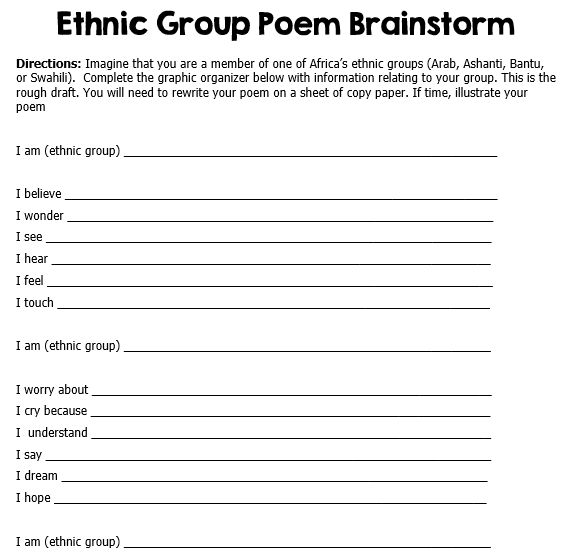 Ethnic Group Poem Brainstorm
Directions: Imagine that you are a member of one of Africa's ethnic groups (Arab, Ashanti, Bantu,
or Swahili).  Complete the graphic organizer below with information relating to your group. This is the
rough draft. You will need to rewrite your poem on a sheet of copy paper. If time, illustrate your
poem
I am (ethnic group)
I believe
I wonder
I see
I hear
I feel
I touch
I am (ethnic group)
I worry about
I cry because
I  understand
I say
I dream
I hope
I am (ethnic group)